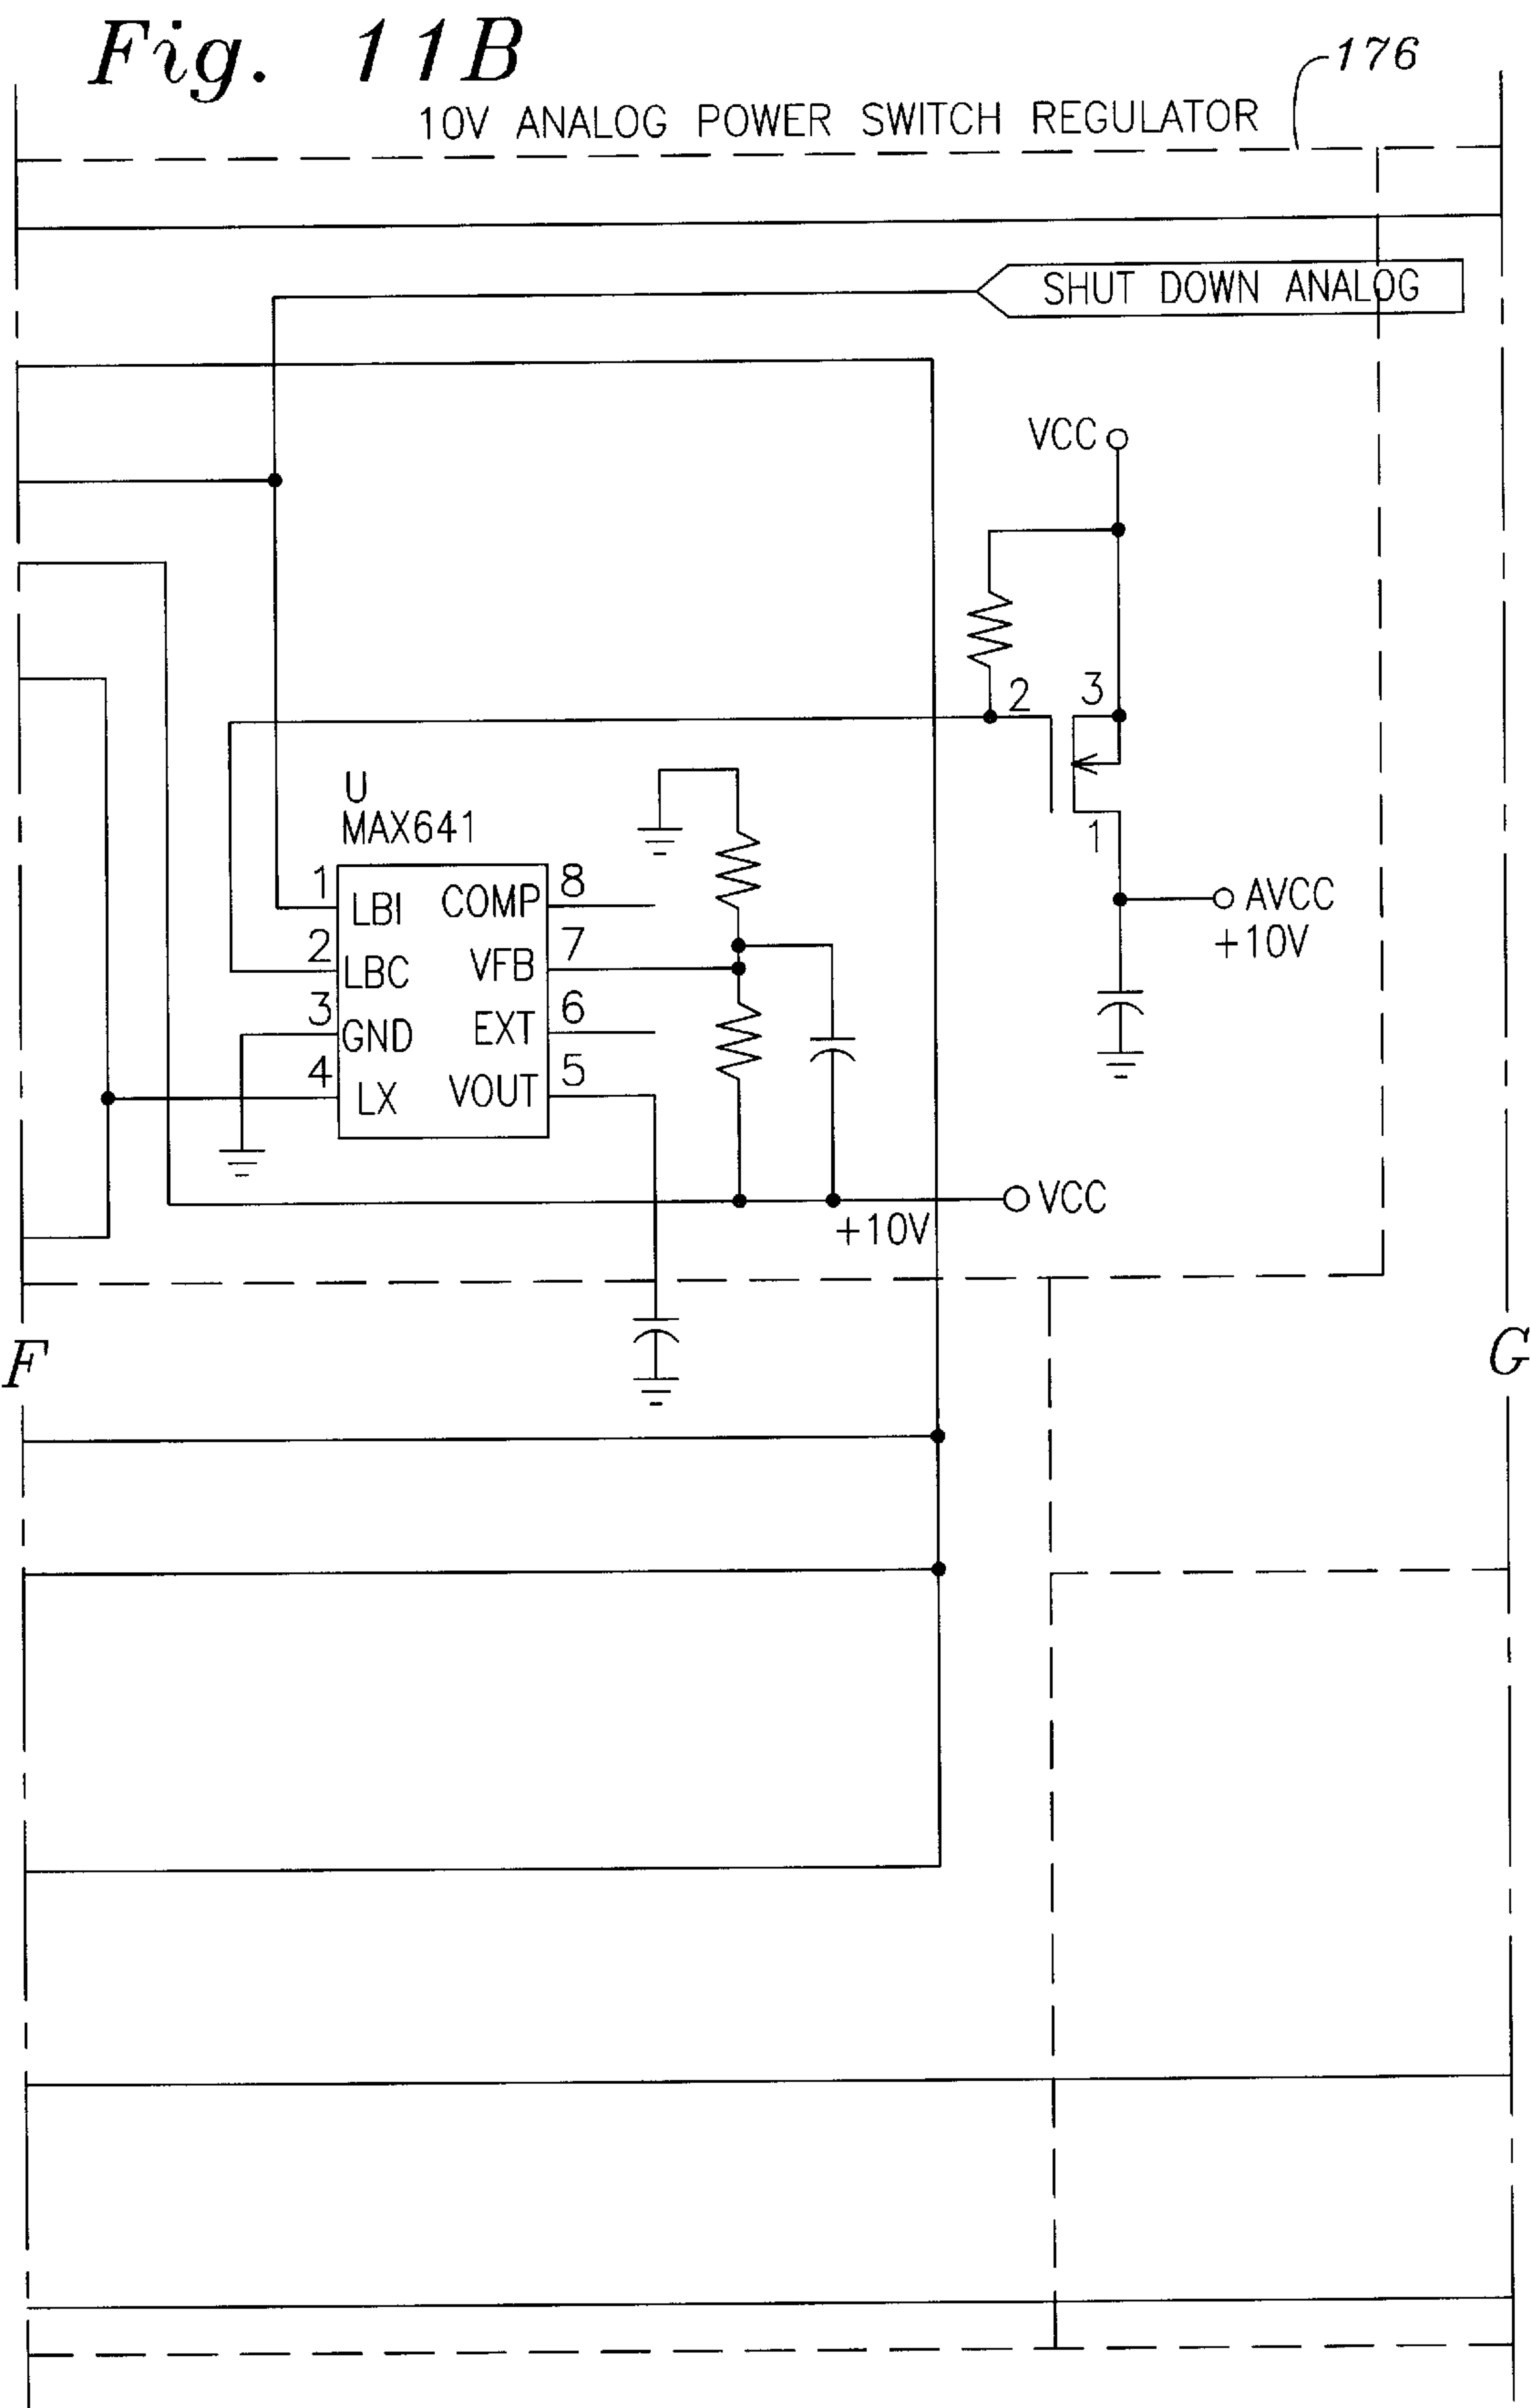 Fig. 11B
176
10V ANALOG POWER SWITCH REGULATOR
SHUT DOWN ANALOG
VCC
2
3
1
U
MAX641
1
LBI
COMP
8
2
LBC
VFB
7
3
GND
EXT
6
4
LX
VOUT
5
AVCC
+10V
VCC
+10V
F
G